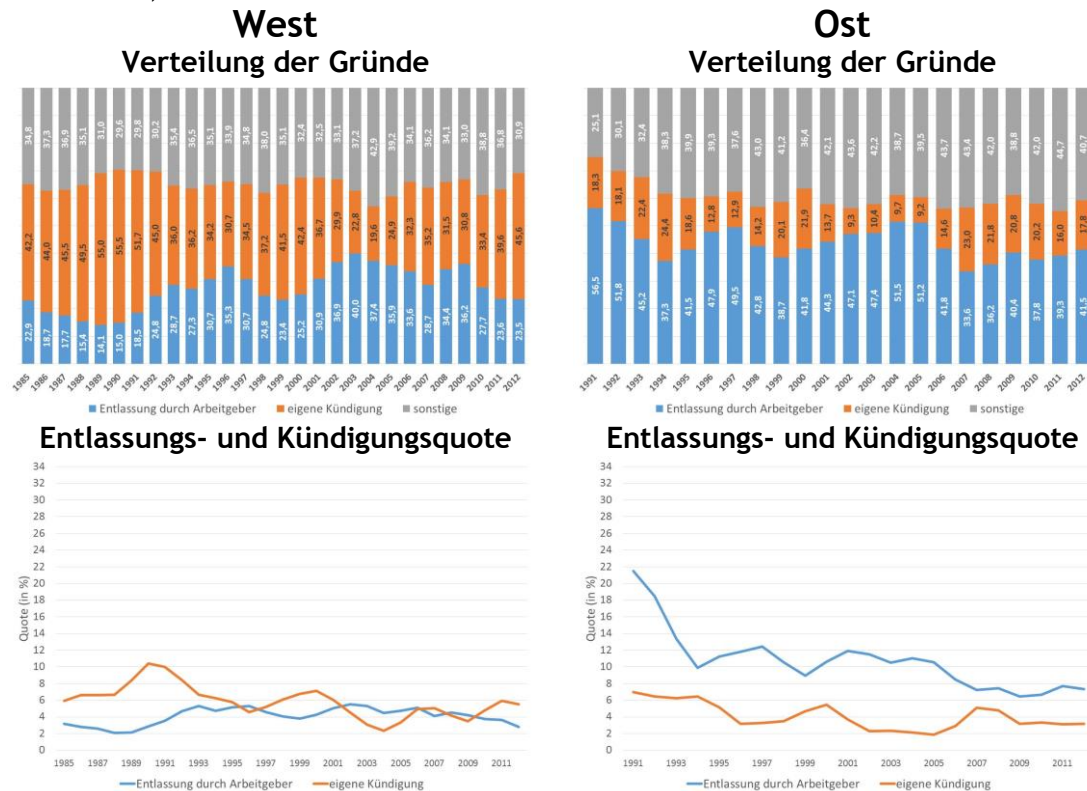 West
Verteilung der Gründe
34,8 37,3 36,9 35,1 31,0 29,6 29,8 30,2 35,4 36,5 35,1 33,9 34,8 38,0 35,1 32,4 32,5 33,1 37,2 42,9 39,2 34,1 36,2 34,1 33,0 38,8 36,8 30,9
42,2 44,0 45,5 49,5 55,0 55,5 51,7 45,0 36,0 36,2 34,2 30,7 34,5 37,2 41,5 42,4 36,7 29,9 22,8 19,6 24,9 32,3 35,2 31,5 30,8 33,4 39,6 45,6
22,9 18,7 17,7 15,4 14,1 15,0 18,5 24,8 28,7 27,3 30,7 35,3 30,7 24,8 23,4 25,2 30,9 36,9 40,0 37,4 35,9 33,6 28,7 34,4 36,2 27,7 23,6 23,5
1985 1986 1987 1988 1989 1990 1991 1992 1993 1994 1995 1996 1997 1998 1999 2000 2001 2002 2003 2004 2005 2006 2007 2008 2009 2010 2011 2012
Entlassung durch Arbeitgeber eigene Kündigung sonstige
Ost
Verteilung der Gründe
25,1 30,1 32,4 38,3 39,9 39,3 37,6 43,0 41,2 36,4 42,1 43,6 42,2 38,7 39,5 43,7 43,4 42,0 38,8 42,0 44,7 40,7
18,3 18,1 22,4 24,4 18,6 12,8 12,9 14,2 20,1 21,9 13,7 9,3 10,4 9,7 9,2 14,6 23,0 21,8 20,8 20,2 16,0 17,8
56,5 51,8 45,2 37,3 41,5 47,9 49,5 42,8 38,7 41,8 44,3 47,1 47,4 51,5 51,2 41,8 33,6 36,2 40,4 37,8 39,3 41,5
1991 1992 1993 1994 1995 1996 1997 1998 1999 2000 2001 2002 2003 2004 2005 2006 2007 2008 2009 2010 2011 2012
Entlassung durch Arbeitgeber eigene Kündigung sonstige
Entlassungs- und Kündigungsquote
Quote (in %)
34
32
30
28
26
24
22
20
18
16
14
12
10
8
6
4
2
0
1985 1987 1989 1991 1993 1995 1997 1999 2001 2003 2005 2007 2009 2011
Entlassung durch Arbeitgeber eigene Kündigung
Entlassungs- und Kündigungsquote
Quote (in %)
34
32
30
28
26
24
22
20
18
16
14
12
10
8
6
4
2
0
1991 1993 1995 1997 1999 2001 2003 2005 2007 2009 2011
Entlassung durch Arbeitgeber eigene Kündigung